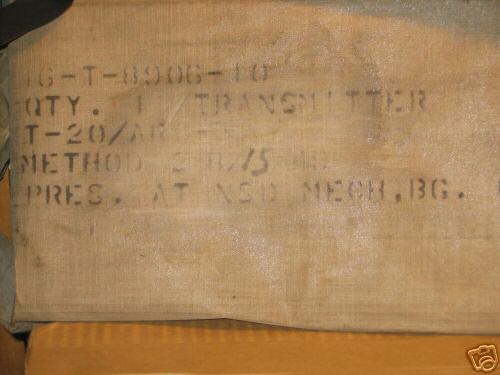 16-T-8906-10
QTY. 1 TRANSMITTER
T-20/AR
METHOD
PRES. AT NSD MECH,BG.